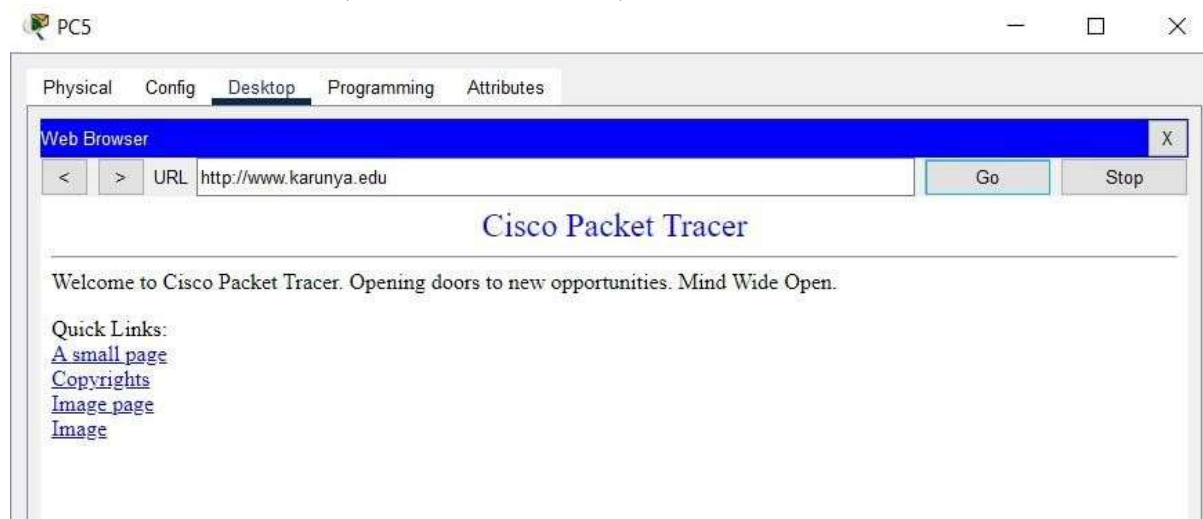 PC5
Physical Config Desktop Programming Attributes
Web Browser X
< > URL http://www.karunya.edu Go Stop
Cisco Packet Tracer
Welcome to Cisco Packet Tracer. Opening doors to new opportunities. Mind Wide Open.
Quick Links:
A small page
Copyrights
Image page
Image